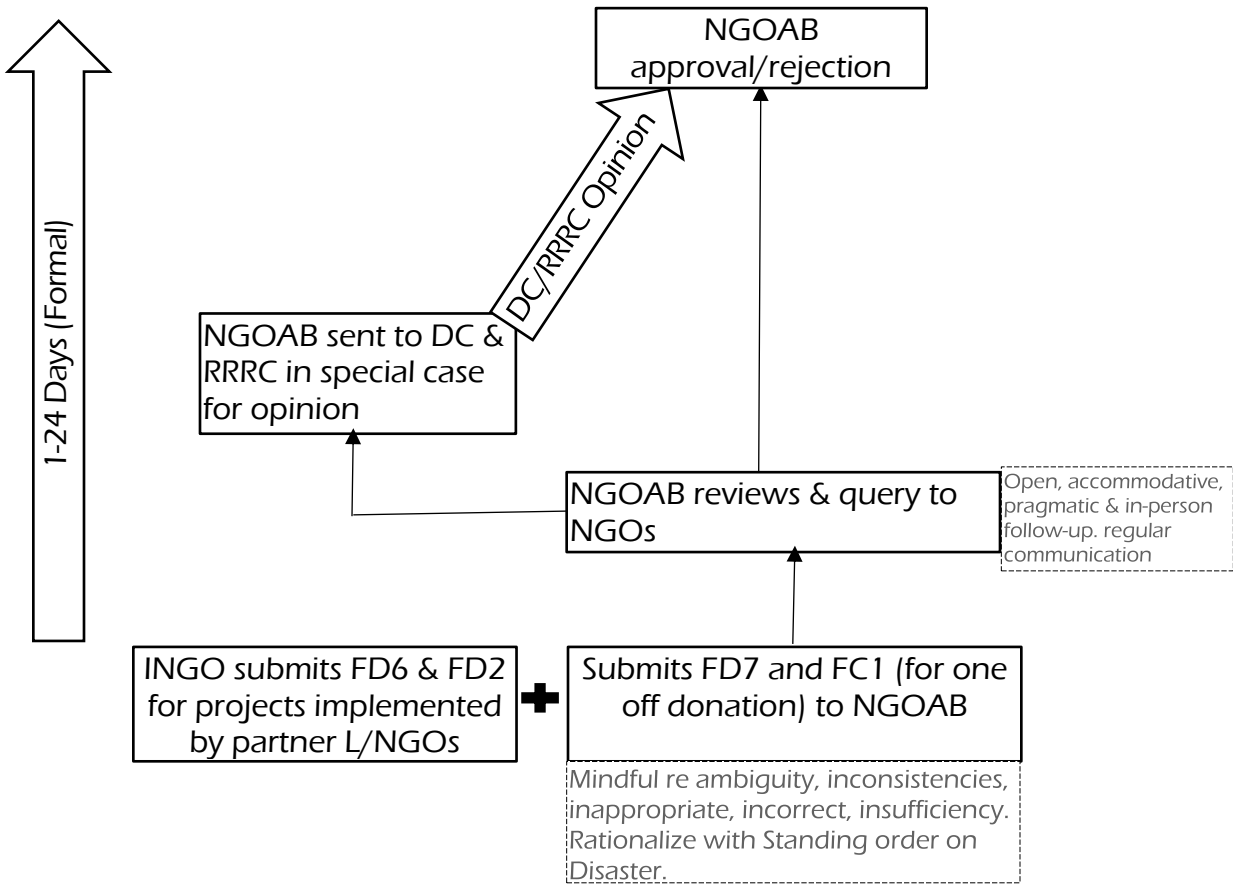 NGOAB
approval/rejection
DC/RRRC Opinion
1-24 Days (Formal)
NGOAB sent to DC &
RRRC in special case
for opinion
NGOAB reviews & query to
NGOs
Open, accommodative,
pragmatic & in-person
follow-up. regular
communication
INGO submits FD6 & FD2
for projects implemented
by partner L/NGOs
Submits FD7 and FC1 (for one
off donation) to NGOAB
Mindful re ambiguity, inconsistencies,
inappropriate, incorrect, insufficiency.
Rationalize with Standing order on
Disaster.